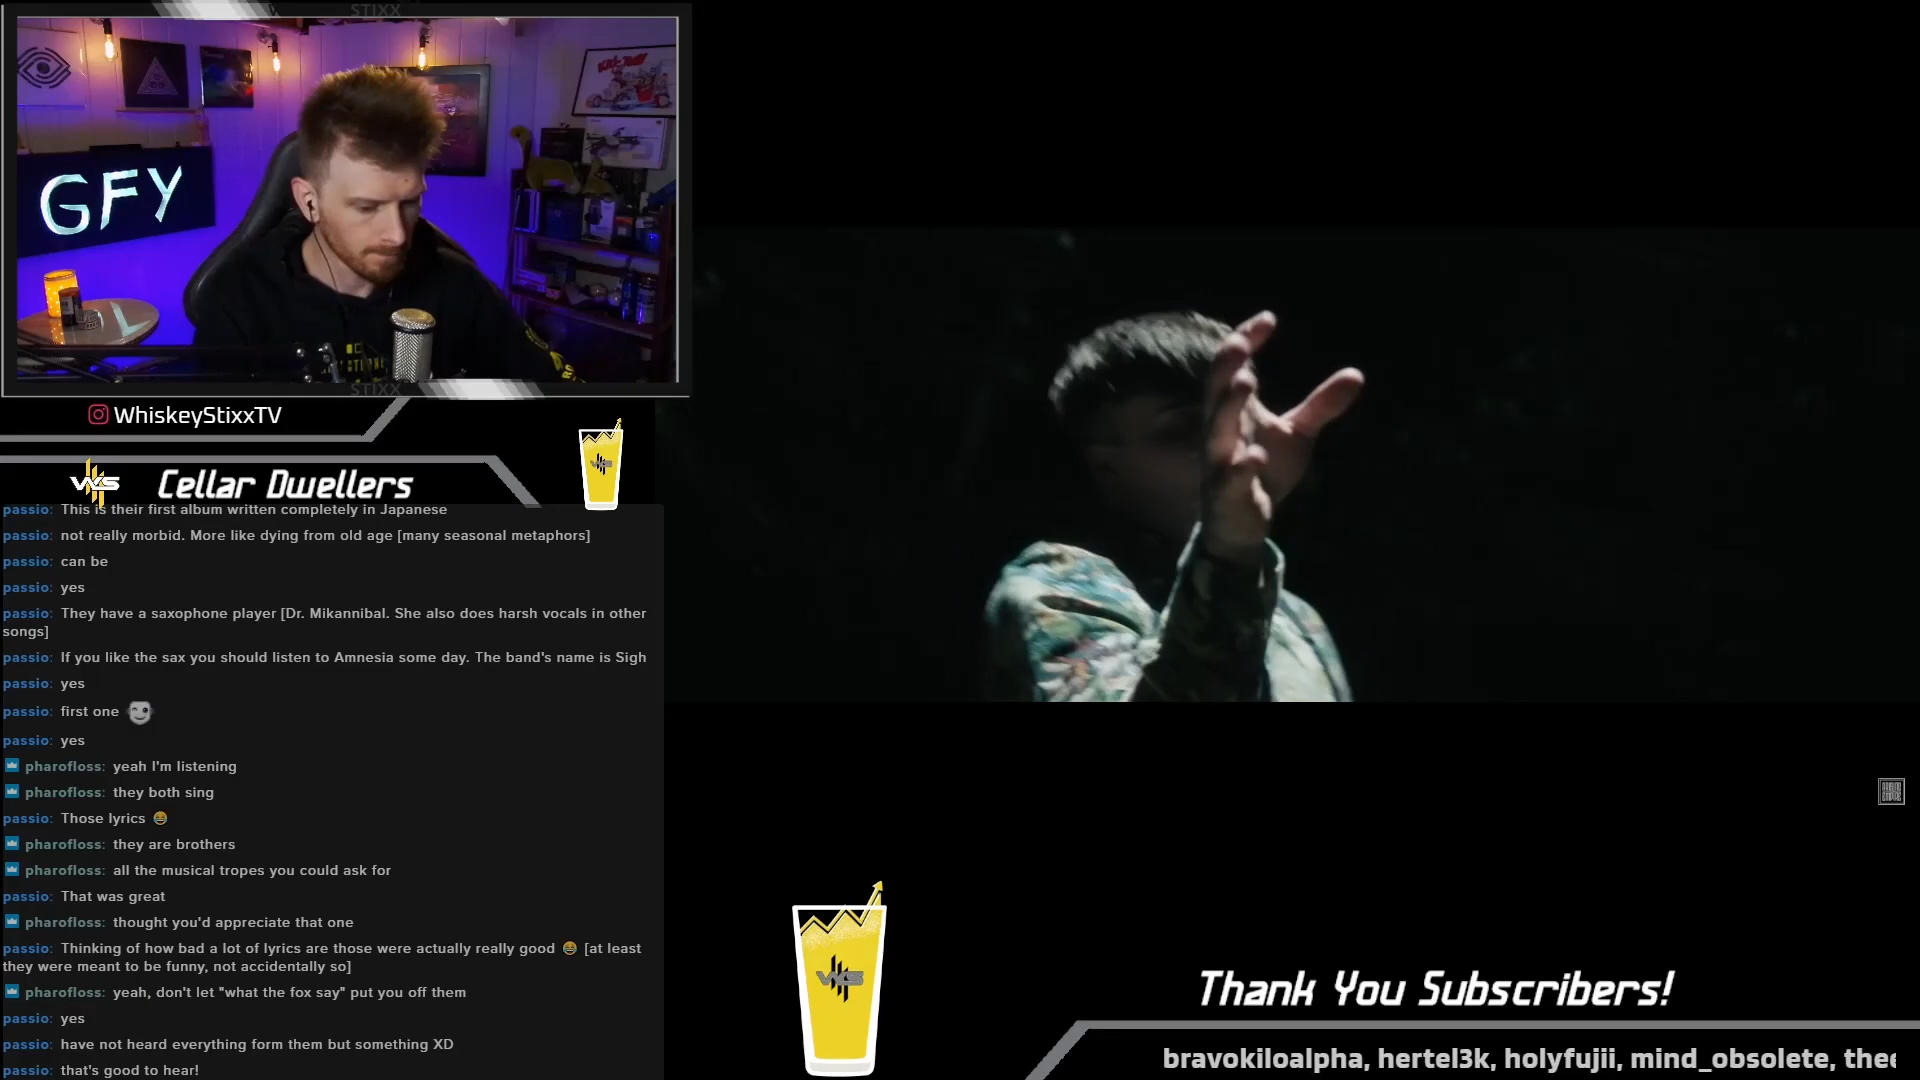 STIXX
GFY
STIXX
WhiskeyStixxTV
WS
Cellar Dwellers
passio: This is their first album written completely in Japanese
passio: not really morbid. More like dying from old age [many seasonal metaphors]
passio: can be
passio: yes
passio: They have a saxophone player [Dr. Mikannibal. She also does harsh vocals in other
songs]
passio: If you like the sax you should listen to Amnesia some day. The band's name is Sigh
passio: yes
passio: first one
passio: yes
pharofloss: yeah I'm listening
pharofloss: they both sing
passio: Those lyrics 😂
pharofloss: they are brothers
pharofloss: all the musical tropes you could ask for
passio: That was great
pharofloss: thought you'd appreciate that one
passio: Thinking of how bad a lot of lyrics are those were actually really good 😂 [at least
they were meant to be funny, not accidentally so]
pharofloss: yeah, don't let "what the fox say" put you off them
passio: yes
passio: have not heard everything form them but something XD
passio: that's good to hear!
WS
Thank You Subscribers!
bravokiloalpha, hertel3k, holyfujii, mind_obsolete, thee